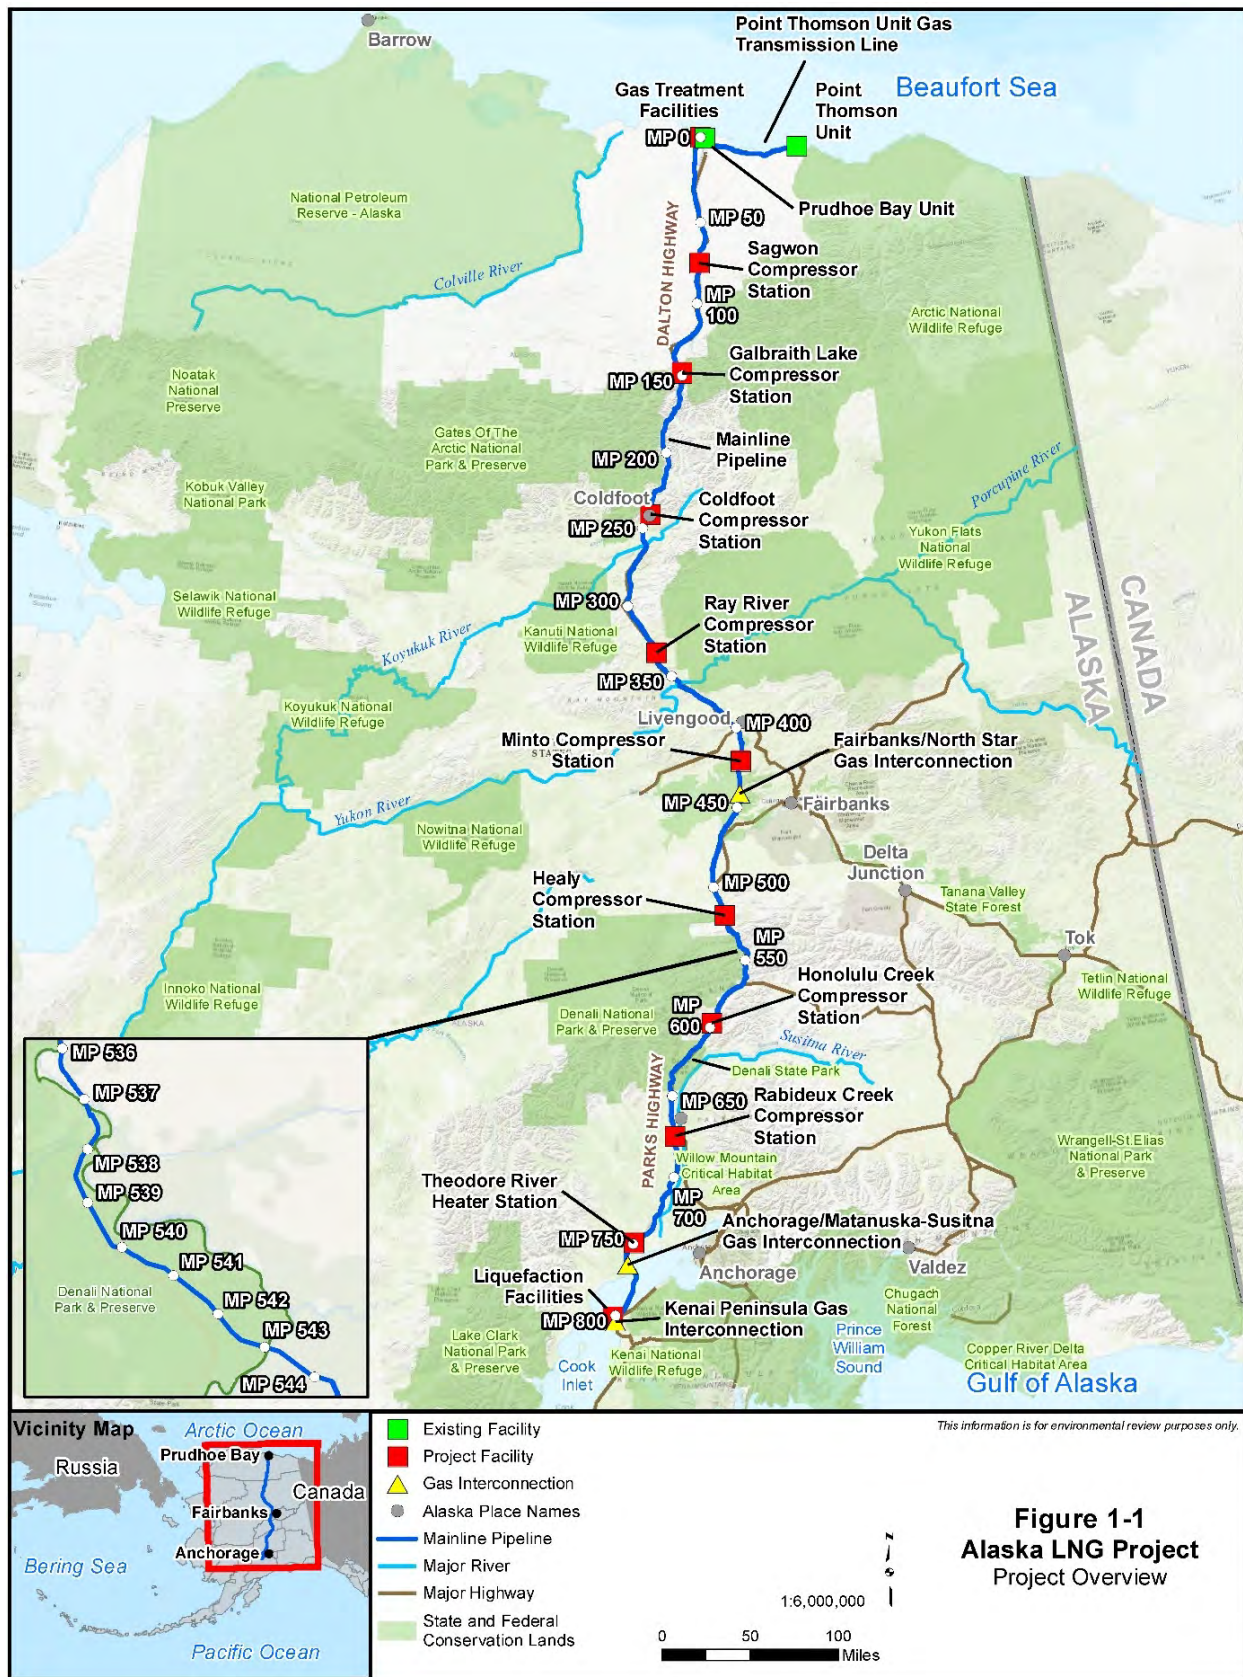 Barrow
Point Thomson Unit Gas
Transmission Line
Beaufort Sea
Gas Treatment
Facilities
Point
Thomson
Unit
MP 0
National Petroleum
Reserve - Alaska
Prudhoe Bay Unit
MP 50
DALTON HIGHWAY
Sagwon
Compressor
Station
Colville River
MP
100
Arctic National
Wildlife Refuge
Noatak
National
Preserve
Galbraith Lake
Compressor
Station
MP 150
Gates Of The
Arctic National
Park & Preserve
Mainline
Pipeline
MP 200
Kobuk Valley
National Park
Porcupine River
Coldfoot
Coldfoot
Compressor
Station
MP 250
Yukon Flats
National
Wildlife Refuge
Selawik National
Wildlife Refuge
MP 300
Koyukuk River
Kanuti National
Wildlife Refuge
Ray River
Compressor
Station
CANADA
ALASKA
MP 350
Koyukuk National
Wildlife Refuge
Livengood
MP 400
Minto Compressor
Station
Fairbanks/North Star
Gas Interconnection
Yukon River
MP 450
Fairbanks
Nowitna National
Wildlife Refuge
Delta
Junction
Healy
Compressor
Station
MP 500
Tanana Valley
State Forest
MP
550
Tok
Innoko National
Wildlife Refuge
Tetlin National
Wildlife Refuge
Honolulu Creek
Compressor
Station
Denali National
Park & Preserve
MP
600
Susitna River
Denali State Park
MP 536
MP 537
MP 538
MP 539
MP 540
MP 541
MP 542
MP 543
MP 544
Denali National
Park & Preserve
PARKS HIGHWAY
MP 650
Rabideux Creek
Compressor
Station
Wrangell-St.Elias
National Park
& Preserve
Willow Mountain
Critical Habitat
Area
Theodore River
Heater Station
MP
700
Anchorage/Matanuska-Susitna
Gas Interconnection
MP 750
Anchorage
Valdez
Liquefaction
Facilities
Chugach
National
Forest
MP 800
Kenai Peninsula Gas
Interconnection
Lake Clark
National Park
& Preserve
Kenai National
Wildlife Refuge
Cook
Inlet
Prince
William
Sound
Copper River Delta
Critical Habitat Area
Gulf of Alaska
Vicinity Map
Arctic Ocean
Prudhoe Bay
Russia
Canada
Fairbanks
Anchorage
Bering Sea
Pacific Ocean
Existing Facility
Project Facility
Gas Interconnection
Alaska Place Names
Mainline Pipeline
Major River
Major Highway
State and Federal
Conservation Lands
This information is for environmental review purposes only.
Figure 1-1
Alaska LNG Project
Project Overview
N
1:6,000,000
0 50 100
Miles